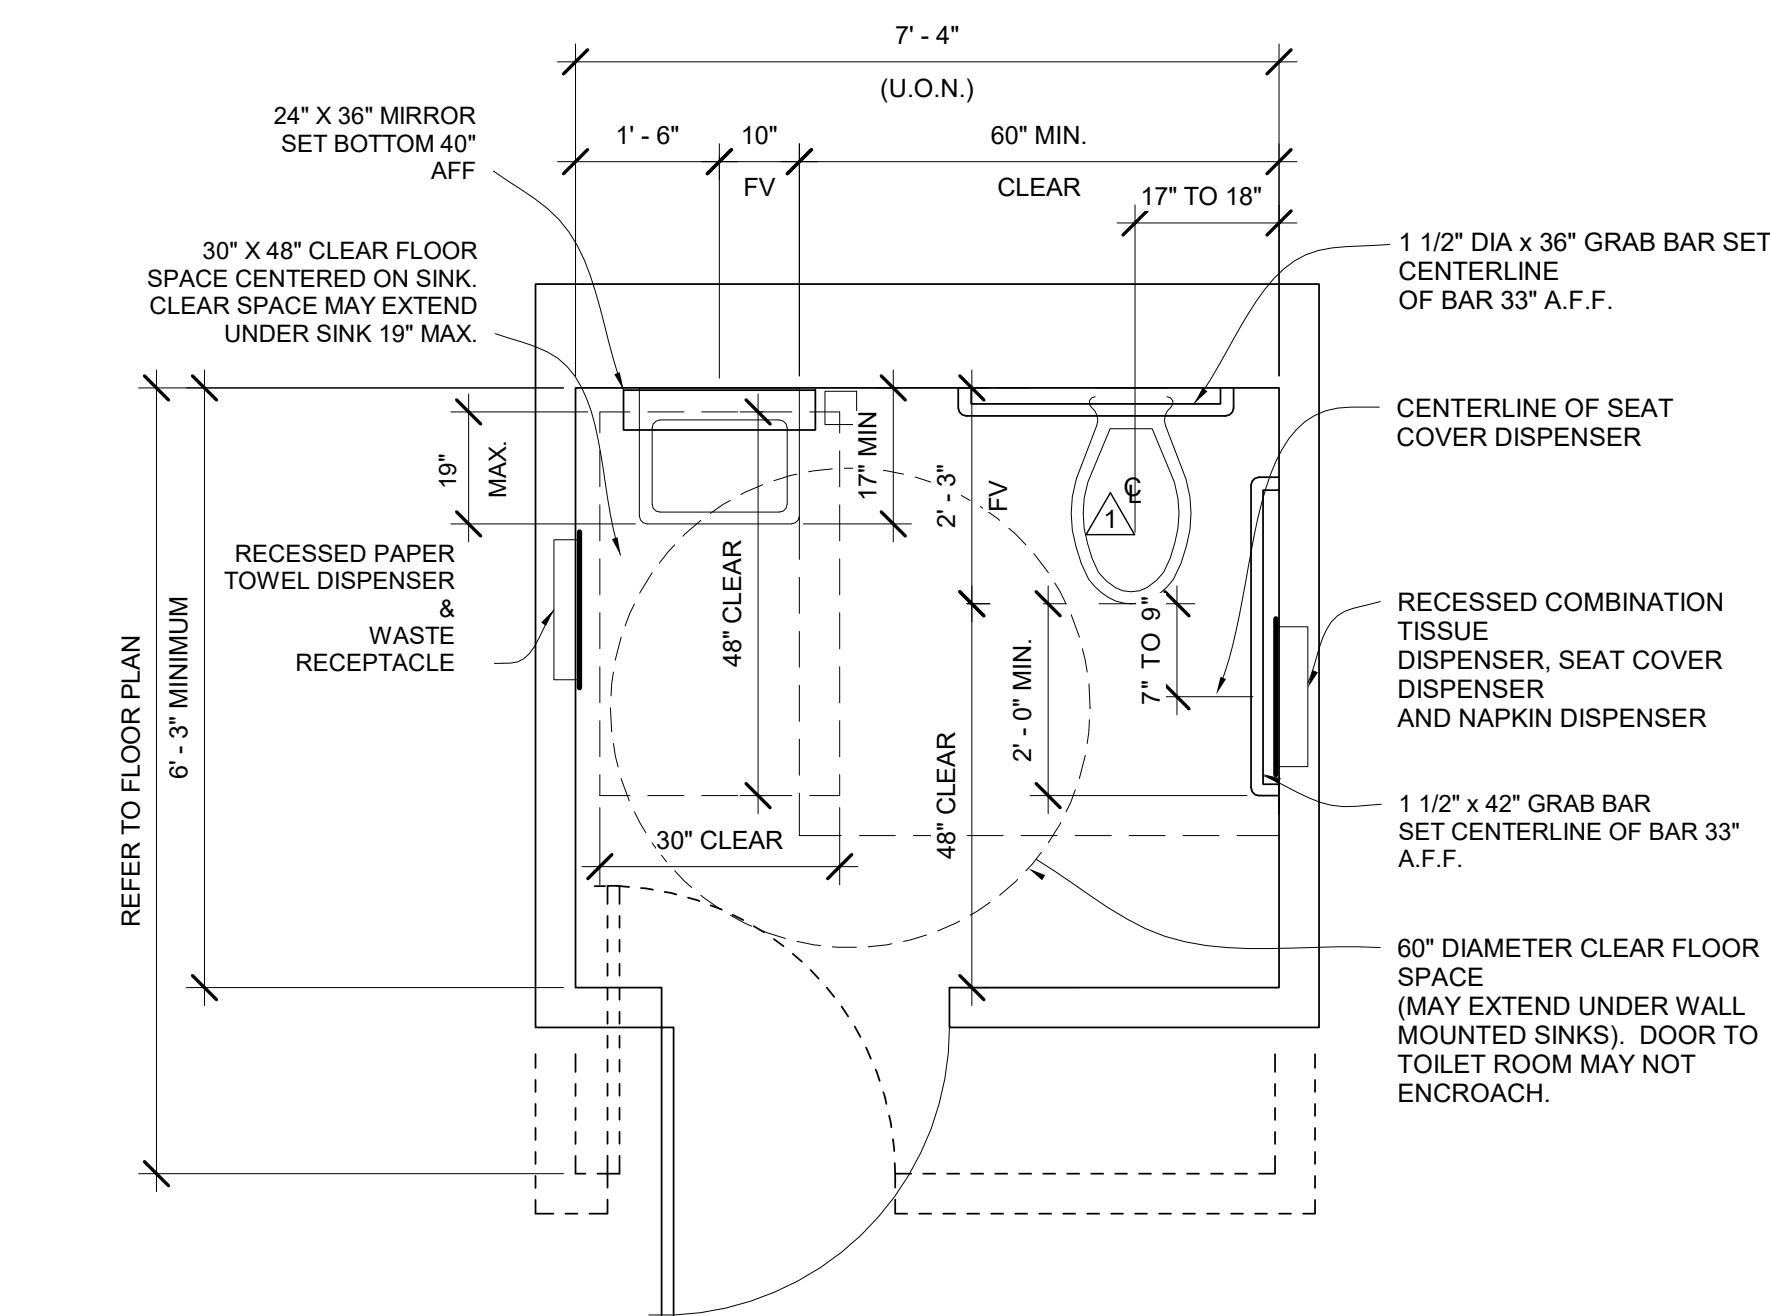 7' - 4"
(U.O.N.)
24" X 36" MIRROR
SET BOTTOM 40"
AFF
1' - 6"
10"
FV
60" MIN.
CLEAR
17" TO 18"
30" X 48" CLEAR FLOOR
SPACE CENTERED ON SINK.
CLEAR SPACE MAY EXTEND
UNDER SINK 19" MAX.
1 1/2" DIA x 36" GRAB BAR SET
CENTERLINE
OF BAR 33" A.F.F.
CENTERLINE OF SEAT
COVER DISPENSER
19"
MAX.
17" MIN
2' - 3"
FV
℄
1
RECESSED PAPER
TOWEL DISPENSER
&
WASTE
RECEPTACLE
48" CLEAR
REFER TO FLOOR PLAN
6' - 3" MINIMUM
7" TO 9"
2' - 0" MIN.
48" CLEAR
30" CLEAR
RECESSED COMBINATION
TISSUE
DISPENSER, SEAT COVER
DISPENSER
AND NAPKIN DISPENSER
1 1/2" x 42" GRAB BAR
SET CENTERLINE OF BAR 33"
A.F.F.
60" DIAMETER CLEAR FLOOR
SPACE
(MAY EXTEND UNDER WALL
MOUNTED SINKS).  DOOR TO
TOILET ROOM MAY NOT
ENCROACH.